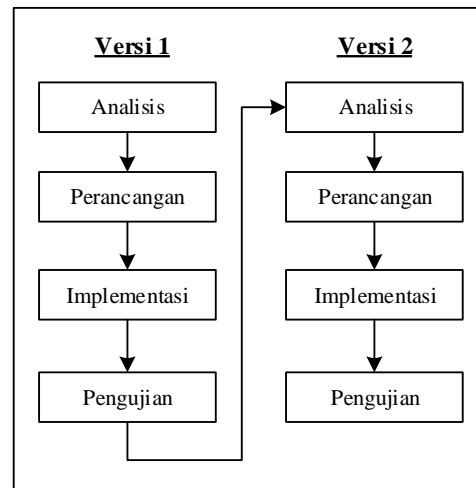 Versi 1
Analisis
Perancangan
Implementasi
Pengujian
Versi 2
Analisis
Perancangan
Implementasi
Pengujian